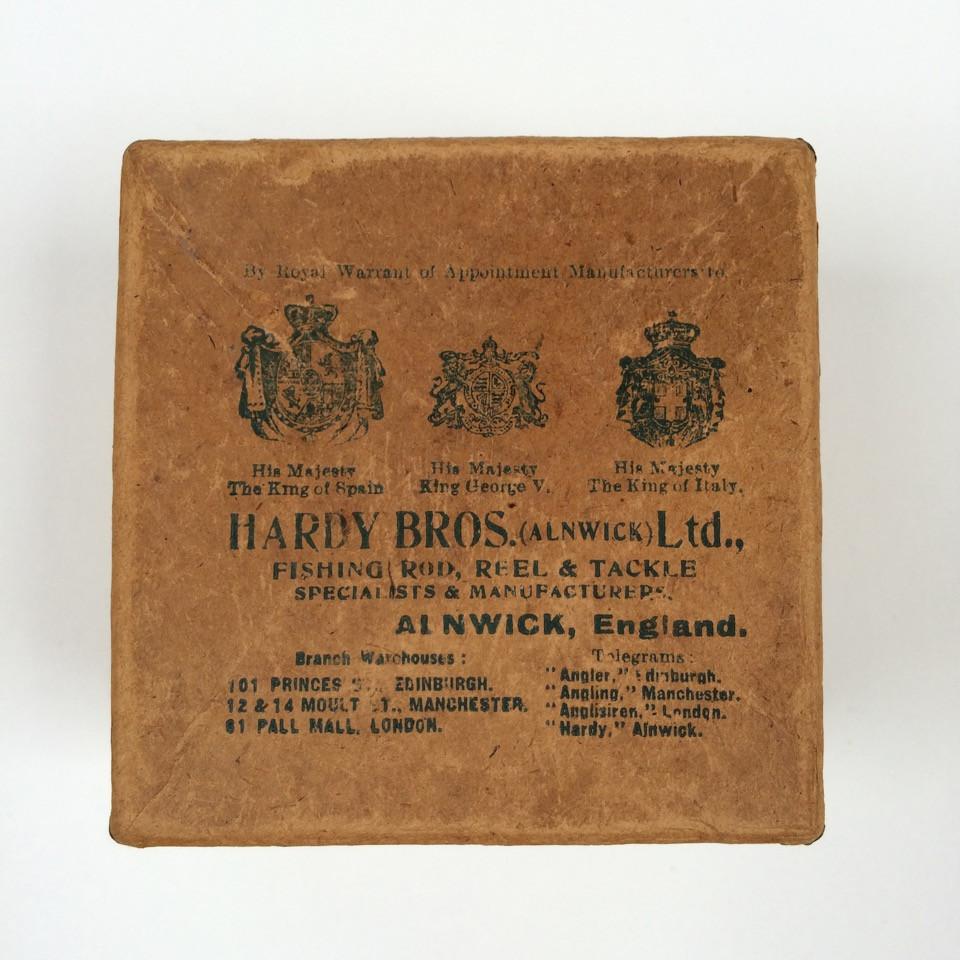 By Royal Warrant of Appointment Manufacturers to.
His Majesty
The King of Spain
His Majesty
King George V.
His Majesty
The King of Italy.
HARDY BROS. (ALNWICK) Ltd.,
FISHING ROD, REEL & TACKLE
SPECIALISTS & MANUFACTURERS.
ALNWICK, England.
Branch Warehouses:
101 PRINCES ST., EDINBURGH.
12 & 14 MOULT ST., MANCHESTER.
61 PALL MALL, LONDON.
Telegrams:
"Angler," Edinburgh.
"Angling," Manchester.
"Anglisiren," London.
"Hardy," Alnwick.